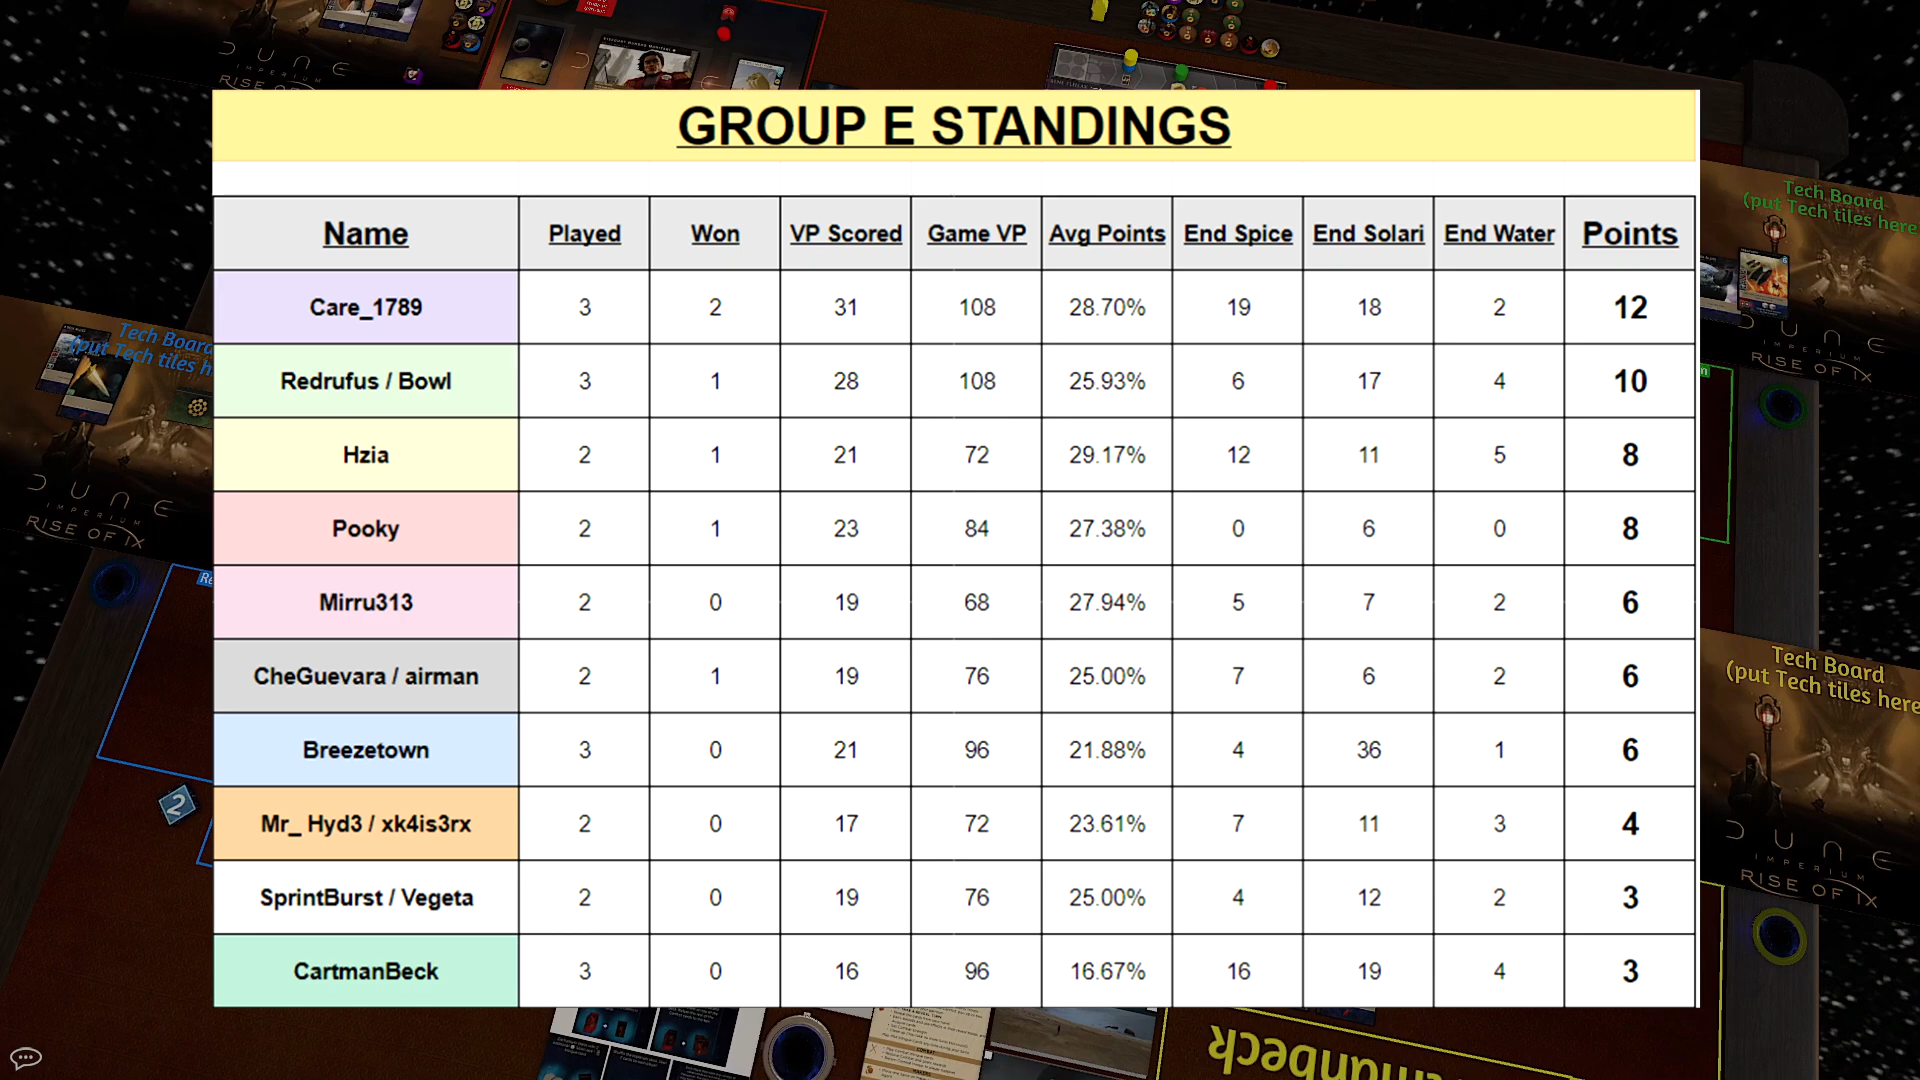 DUNE
IMPERIUM
RISE OF IX
GROUP E STANDINGS
Name Played Won VP Scored Game VP Avg Points End Spice End Solari End Water Points
Care_1789 3 2 31 108 28.70% 19 18 2 12
Redrufus / Bowl 3 1 28 108 25.93% 6 17 4 10
Hzia 2 1 21 72 29.17% 12 11 5 8
Pooky 2 1 23 84 27.38% 0 6 0 8
Mirru313 2 0 19 68 27.94% 5 7 2 6
CheGuevara / airman 2 1 19 76 25.00% 7 6 2 6
Breezetown 3 0 21 96 21.88% 4 36 1 6
Mr_ Hyd3 / xk4is3rx 2 0 17 72 23.61% 7 11 3 4
SprintBurst / Vegeta 2 0 19 76 25.00% 4 12 2 3
CartmanBeck 3 0 16 96 16.67% 16 19 4 3
Tech Board
(put Tech tiles here
DUNE
IMPERIUM
RISE OF IX
Tech Board
(put Tech tiles h
DUNE
IMPERIUM
RISE OF IX
Tech Board
(put Tech tiles here
DUNE
IMPERIUM
RISE OF IX
2